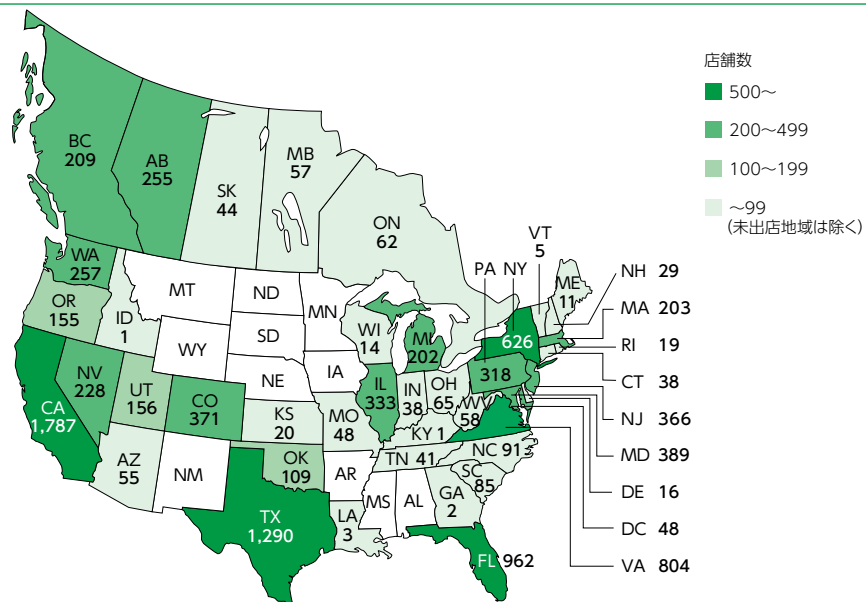 店舗数
500～
200～499
100～199
～99
(未出店地域は除く)
BC
209
AB
255
SK
44
MB
57
ON
62
WA
257
OR
155
ID
1
MT
ND
MN
SD
WY
NE
IA
WI
14
MI
202
PA
318
NY
626
VT
5
ME
11
NH 29
MA 203
RI 19
CT 38
NJ 366
MD 389
DE 16
DC 48
VA 804
CA
1,787
NV
228
UT
156
CO
371
KS
20
MO
48
IL
333
IN
38
OH
65
WV
58
KY 1
AZ
55
NM
OK
109
AR
TN 41
NC 91
SC
85
MS
AL
GA
2
TX
1,290
LA
3
FL 962